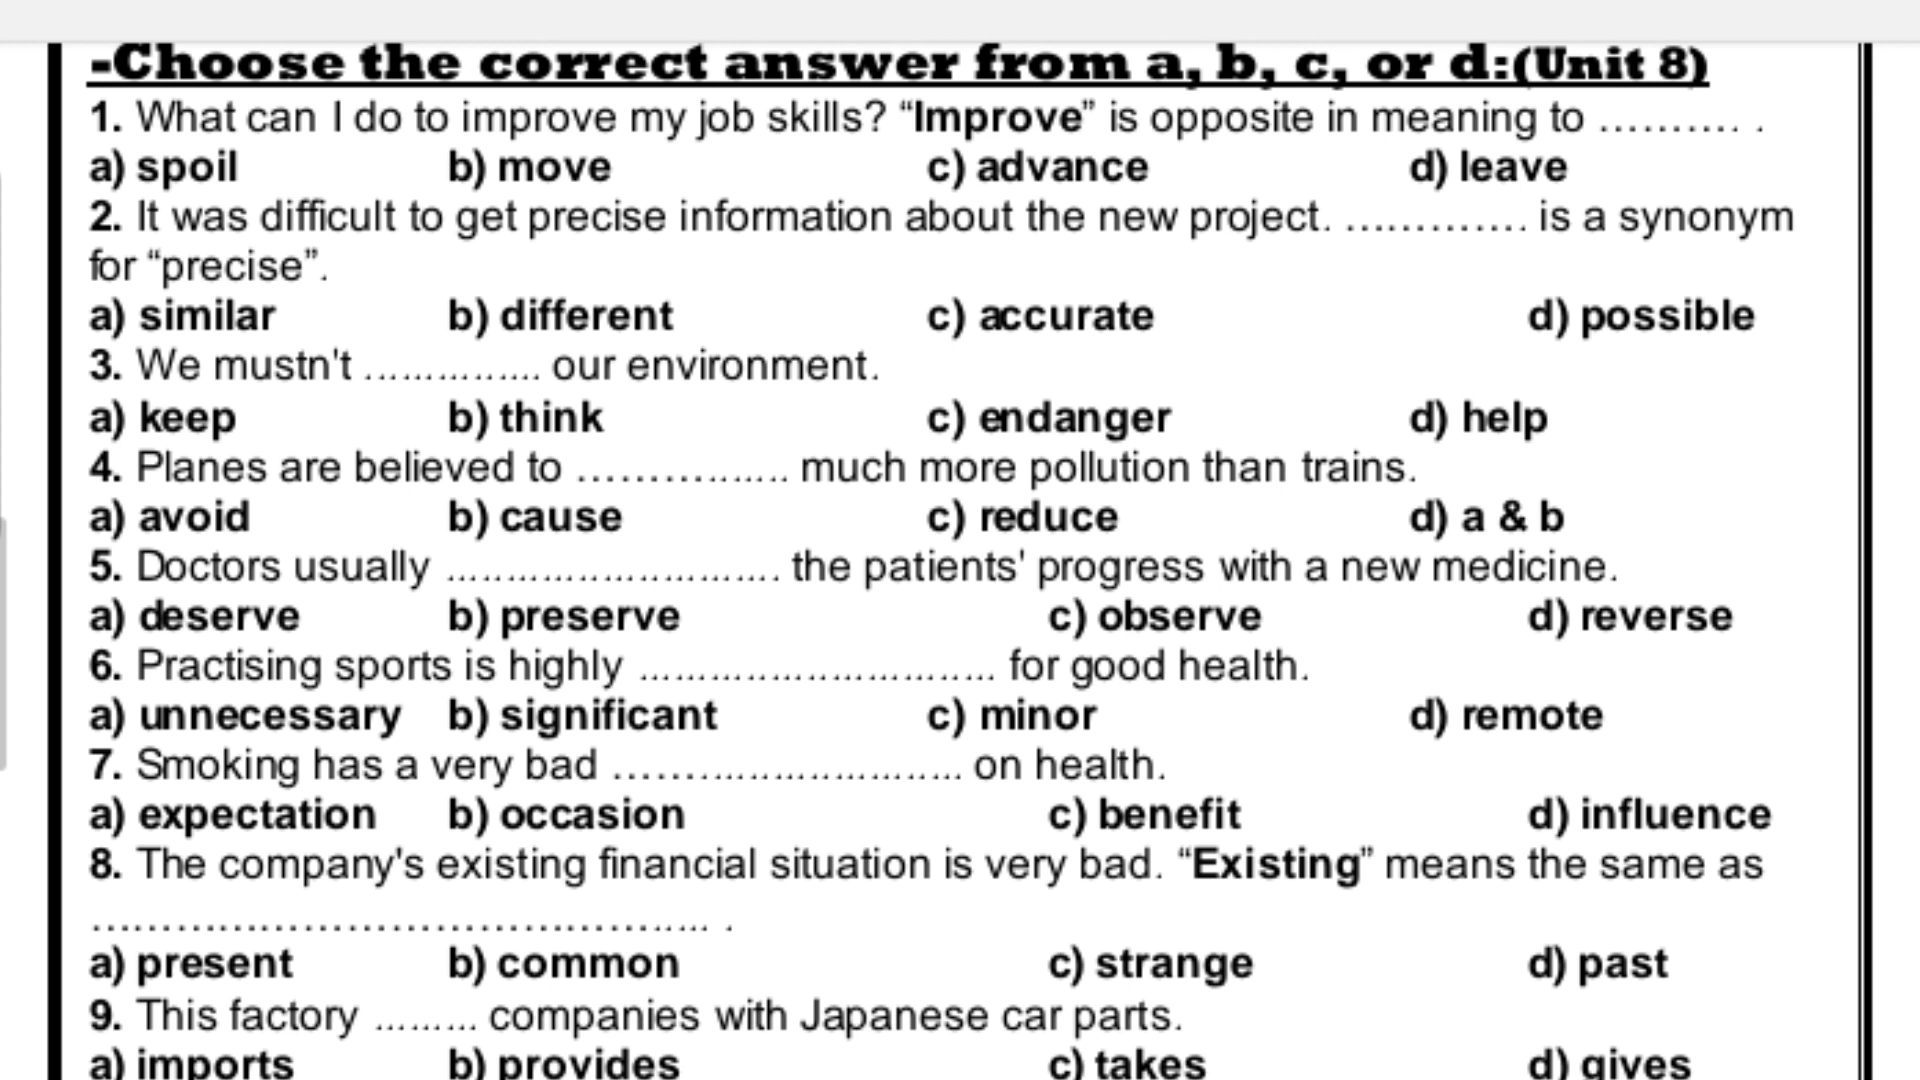 -Choose the correct answer from a, b, c, or d:(Unit 8)
1. What can I do to improve my job skills? “Improve” is opposite in meaning to .......... .
a) spoil b) move c) advance d) leave
2. It was difficult to get precise information about the new project. ............. is a synonym
for “precise”.
a) similar b) different c) accurate d) possible
3. We mustn't ............... our environment.
a) keep b) think c) endanger d) help
4. Planes are believed to ................ much more pollution than trains.
a) avoid b) cause c) reduce d) a & b
5. Doctors usually ............................ the patients' progress with a new medicine.
a) deserve b) preserve c) observe d) reverse
6. Practising sports is highly .............................. for good health.
a) unnecessary b) significant c) minor d) remote
7. Smoking has a very bad ............................. on health.
a) expectation b) occasion c) benefit d) influence
8. The company's existing financial situation is very bad. “Existing” means the same as
............................................. .
a) present b) common c) strange d) past
9. This factory ......... companies with Japanese car parts.
a) imports b) provides c) takes d) gives